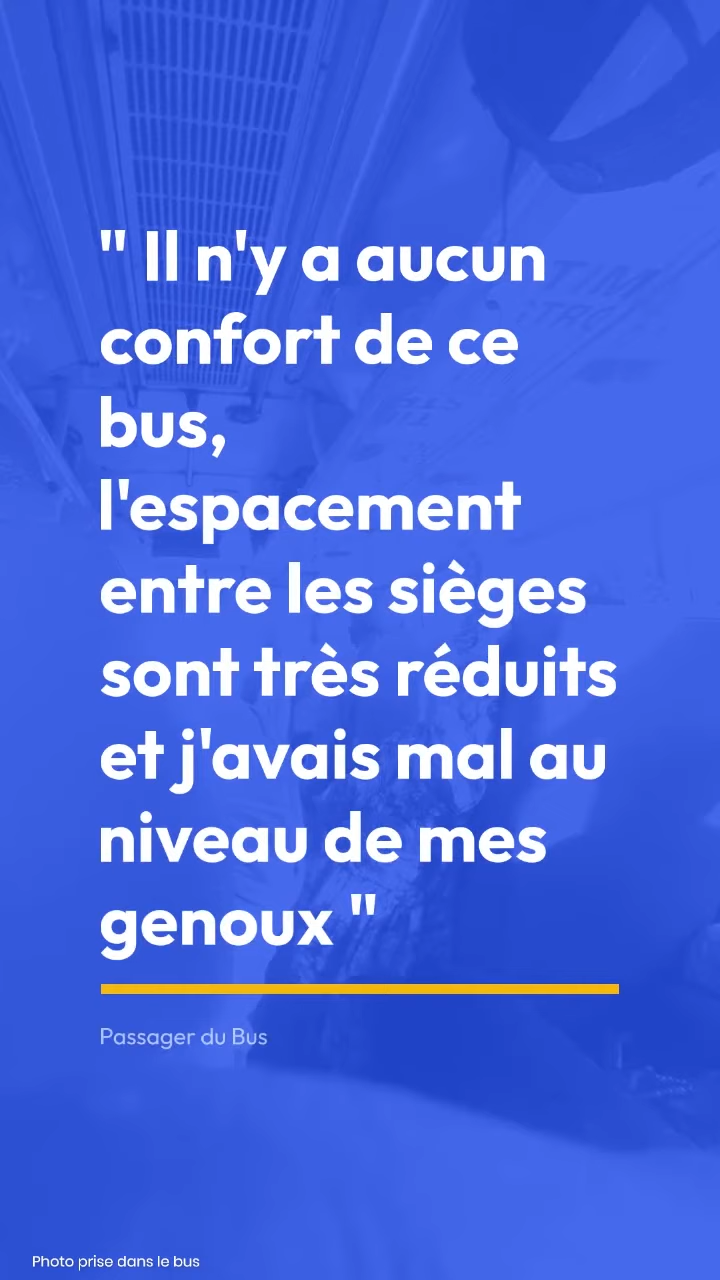 " Il n'y a aucun
confort de ce
bus,
l'espacement
entre les sièges
sont très réduits
et j'avais mal au
niveau de mes
genoux "
Passager du Bus
Photo prise dans le bus